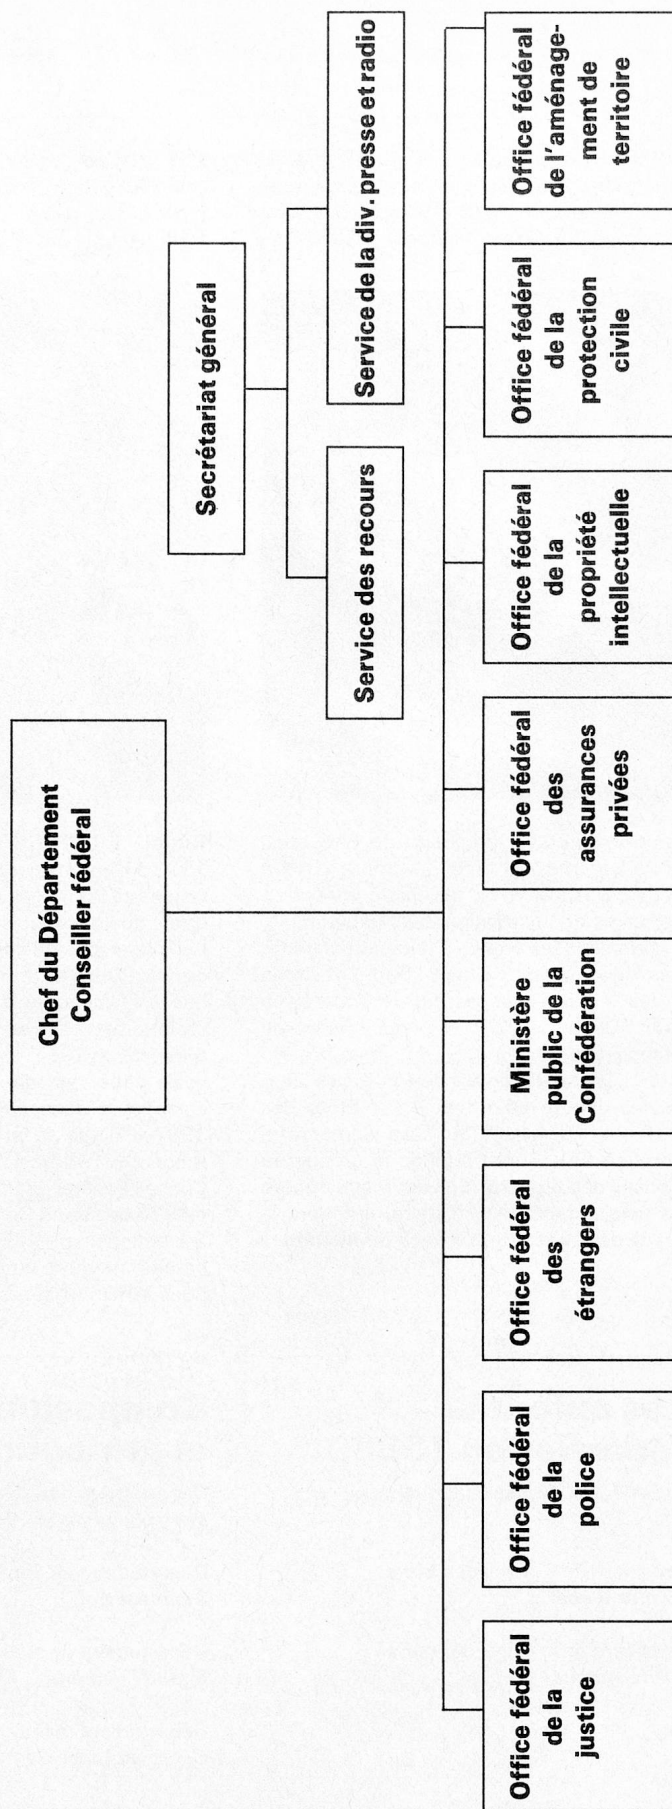 Chef du Département
Conseiller fédéral
Secrétariat général
Service des recours
Service de la div. presse et radio
Office fédéral
de la
justice
Office fédéral
de la
police
Office fédéral
des
étrangers
Ministère
public de la
Confédération
Office fédéral
des
assurances
privées
Office fédéral
de la
propriété
intellectuelle
Office fédéral
de la
protection
civile
Office fédéral
de l'aménage-
ment de
territoire